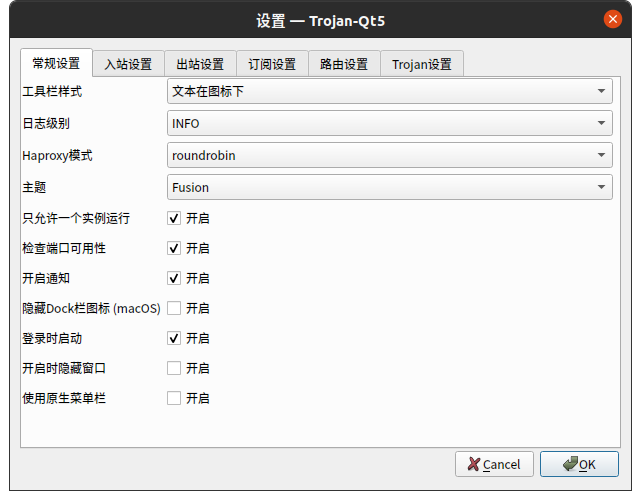 设置 — Trojan-Qt5
常规设置 入站设置 出站设置 订阅设置 路由设置 Trojan设置
工具栏样式 文本在图标下
日志级别 INFO
Haproxy模式 roundrobin
主题 Fusion
只允许一个实例运行 开启
检查端口可用性 开启
开启通知 开启
隐藏Dock栏图标 (macOS) 开启
登录时启动 开启
开启时隐藏窗口 开启
使用原生菜单栏 开启
Cancel OK